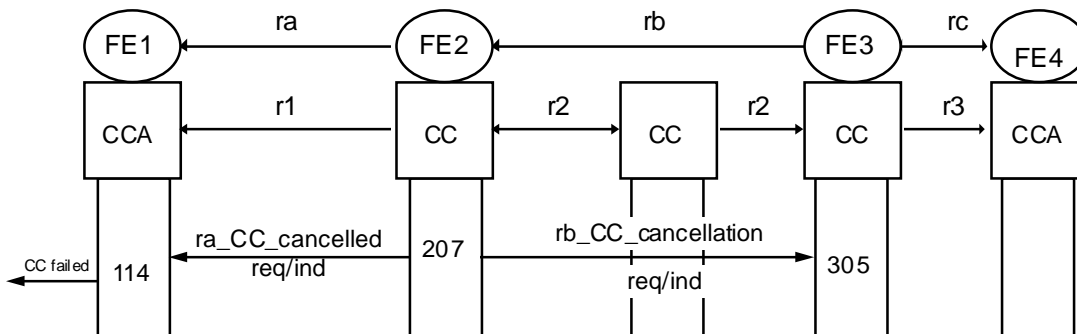 FE1 ra FE2 rb FE3 rc FE4
CCA r1 CC r2 CC r2 CC r3 CCA
ra_CC_cancelled 207 rb_CC_cancellation
CC failed 114 req/ind req/ind 305